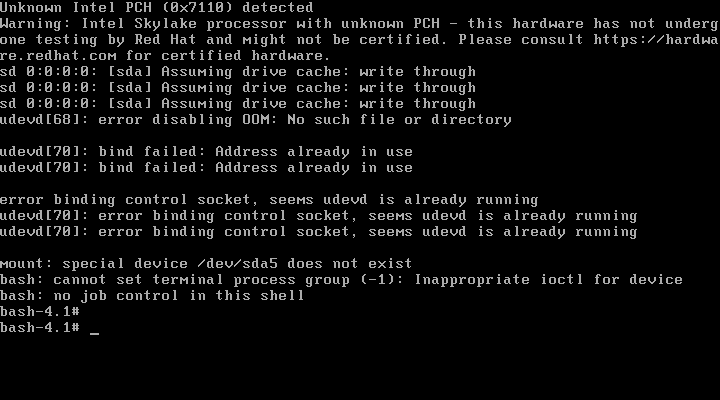 Unknown Intel PCH (0x7110) detected
Warning: Intel Skylake processor with unknown PCH - this hardware has not underg
one testing by Red Hat and might not be certified. Please consult https://hardwa
re.redhat.com for certified hardware.
sd 0:0:0:0: [sda] Assuming drive cache: write through
sd 0:0:0:0: [sda] Assuming drive cache: write through
sd 0:0:0:0: [sda] Assuming drive cache: write through
udevd[68]: error disabling OOM: No such file or directory
udevd[70]: bind failed: Address already in use
udevd[70]: bind failed: Address already in use
error binding control socket, seems udevd is already running
udevd[70]: error binding control socket, seems udevd is already running
udevd[70]: error binding control socket, seems udevd is already running
mount: special device /dev/sda5 does not exist
bash: cannot set terminal process group (-1): Inappropriate ioctl for device
bash: no job control in this shell
bash-4.1#
bash-4.1# _